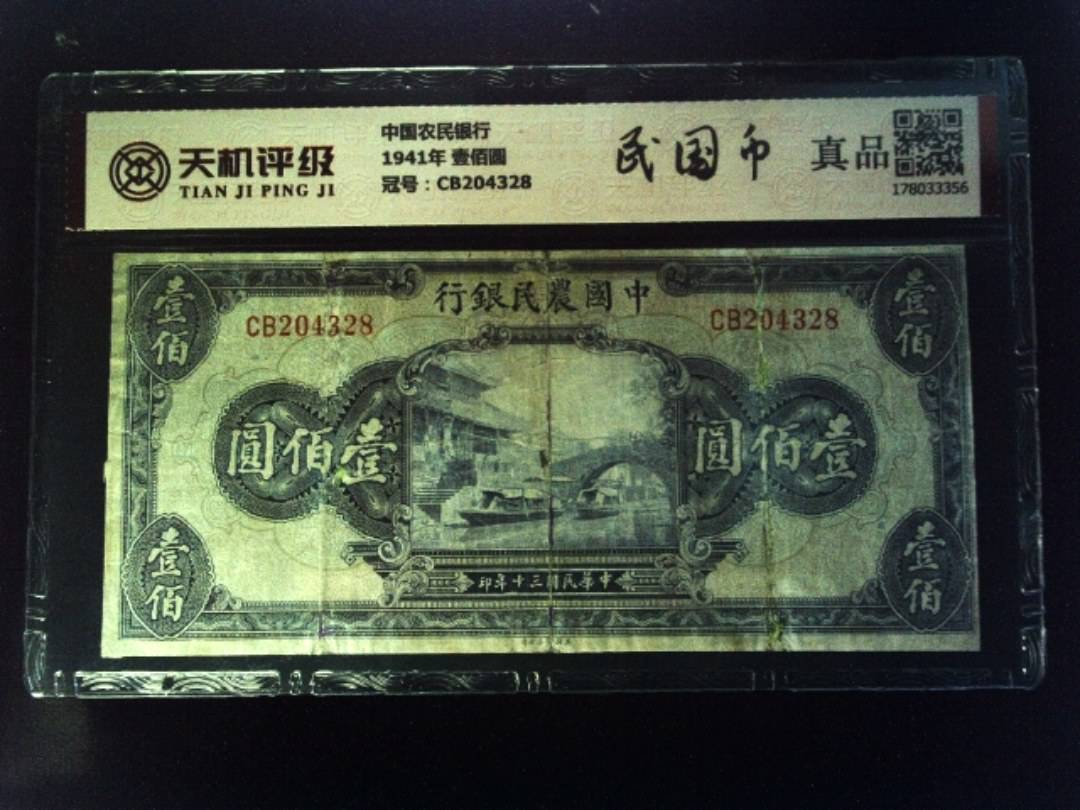 天机评级
TIAN JI PING JI
中国农民银行
1941年 壹佰圆
冠号：CB204328
民国币
真品
178033356
行銀民農國中
CB204328
CB204328
壹佰
壹佰
圓佰壹
圓佰壹
壹佰
壹佰
印年十三國民華中